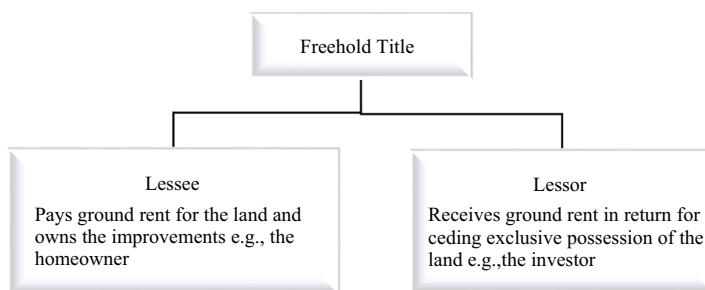 Freehold Title
Lessee
Pays ground rent for the land and
owns the improvements e.g., the
homeowner
Lessor
Receives ground rent in return for
ceding exclusive possession of the
land e.g.,the investor